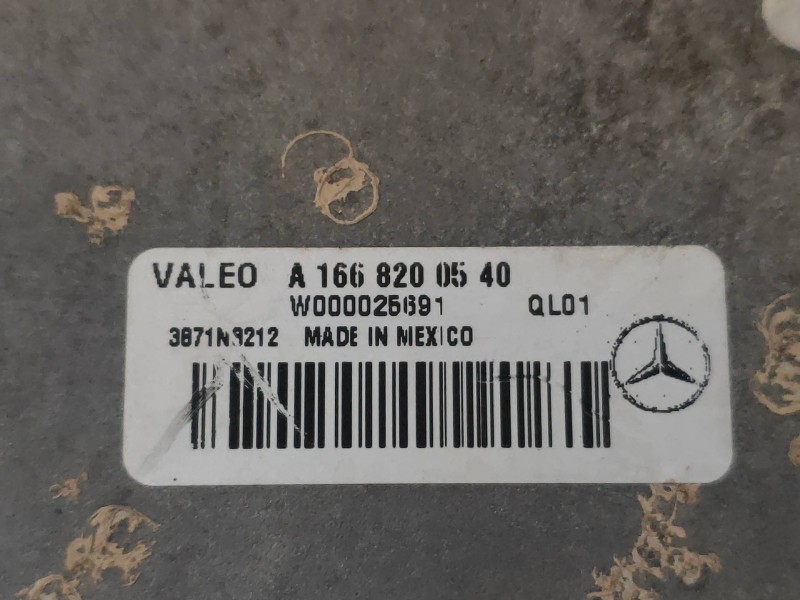 VALEO A 166 820 05 40
W000025691 QL01
3871N3212 MADE IN MEXICO